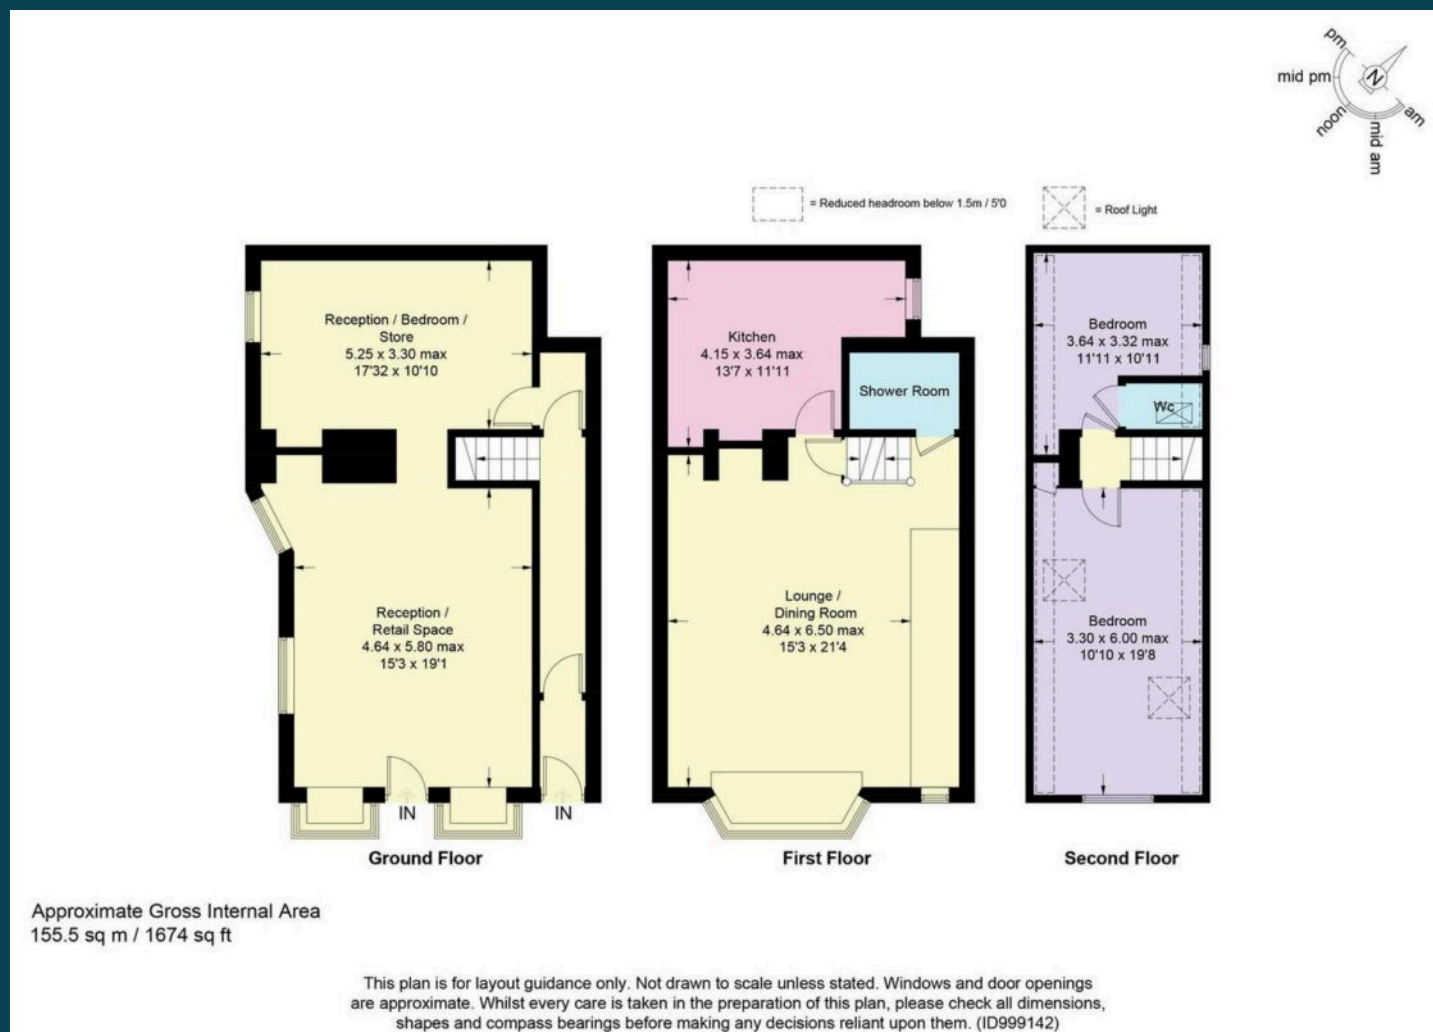 pm
mid pm
N
noon
mid am
am
= Reduced headroom below 1.5m / 5'0
= Roof Light
Reception / Bedroom /
Store
5.25 x 3.30 max
17'32 x 10'10
Reception /
Retail Space
4.64 x 5.80 max
15'3 x 19'1
IN
IN
Ground Floor
Kitchen
4.15 x 3.64 max
13'7 x 11'11
Shower Room
Lounge /
Dining Room
4.64 x 6.50 max
15'3 x 21'4
First Floor
Bedroom
3.64 x 3.32 max
11'11 x 10'11
Wc
Bedroom
3.30 x 6.00 max
10'10 x 19'8
Second Floor
Approximate Gross Internal Area
155.5 sq m / 1674 sq ft
This plan is for layout guidance only. Not drawn to scale unless stated. Windows and door openings
are approximate. Whilst every care is taken in the preparation of this plan, please check all dimensions,
shapes and compass bearings before making any decisions reliant upon them. (ID999142)